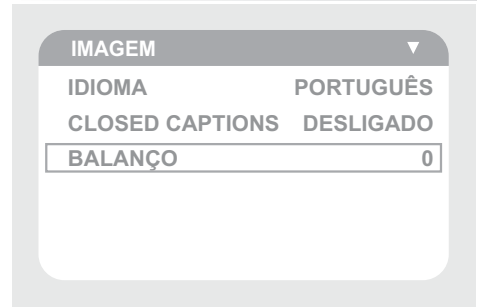 IMAGEM ▼
IDIOMA PORTUGUÊS
CLOSED CAPTIONS DESLIGADO
BALANÇO 0